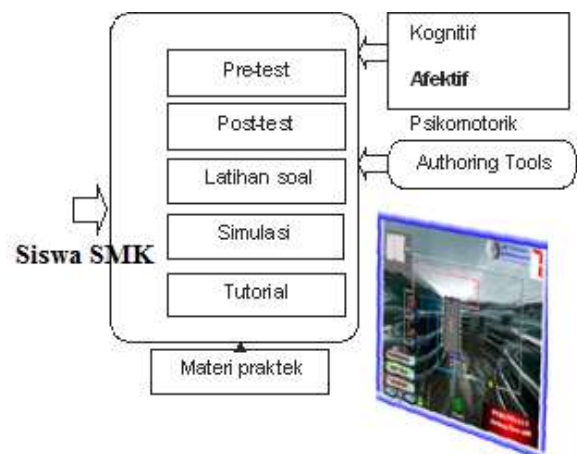 Pre-test
Post-test
Latihan soal
Simulasi
Tutorial
Siswa SMK
Materi praktek
Kognitif
Afektif
Psikomotorik
Authoring Tools